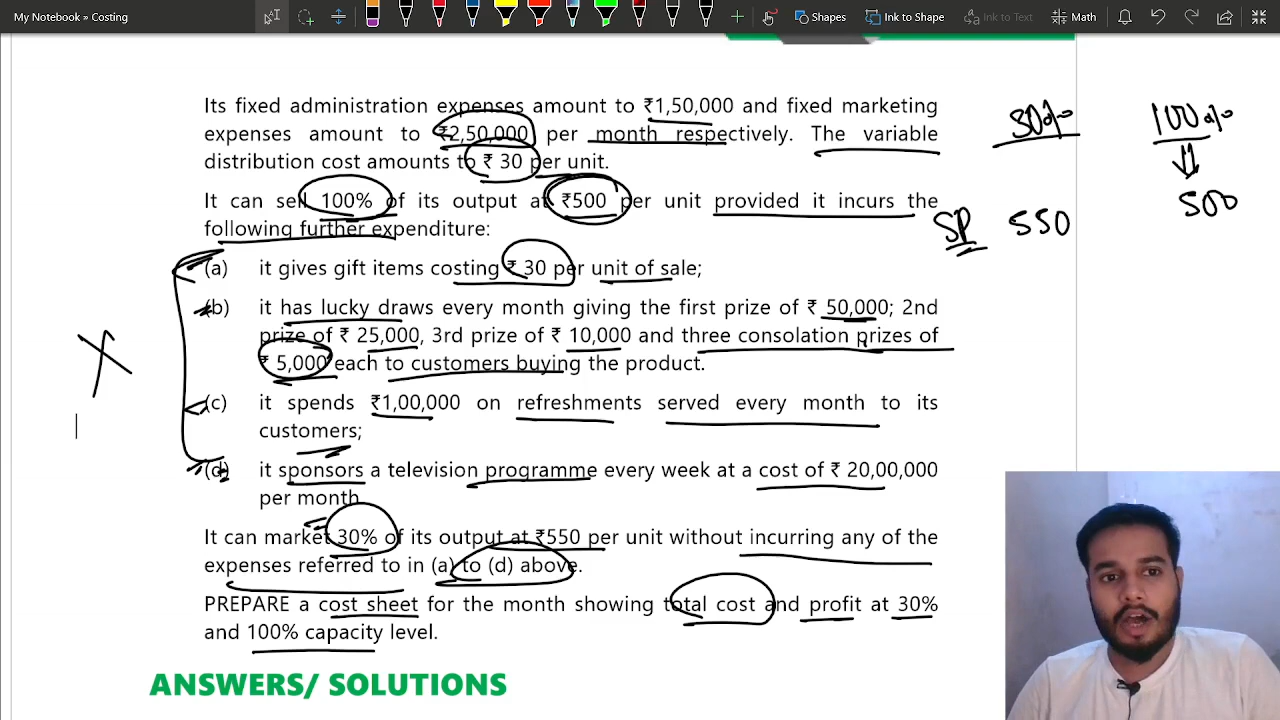 My Notebook » Costing
Shapes
Ink to Shape
Ink to Text
Math
Its fixed administration expenses amount to ₹1,50,000 and fixed marketing
expenses amount to ₹2,50,000 per month respectively. The variable
distribution cost amounts to ₹ 30 per unit.
It can sell 100% of its output at ₹500 per unit provided it incurs the
following further expenditure:
(a) it gives gift items costing ₹ 30 per unit of sale;
(b) it has lucky draws every month giving the first prize of ₹ 50,000; 2nd
prize of ₹ 25,000, 3rd prize of ₹ 10,000 and three consolation prizes of
₹ 5,000 each to customers buying the product.
(c) it spends ₹1,00,000 on refreshments served every month to its
customers;
(d) it sponsors a television programme every week at a cost of ₹ 20,00,000
per month.
It can market 30% of its output at ₹550 per unit without incurring any of the
expenses referred to in (a) to (d) above.
PREPARE a cost sheet for the month showing total cost and profit at 30%
and 100% capacity level.
ANSWERS/ SOLUTIONS
30% 100%
500
SP 550
X